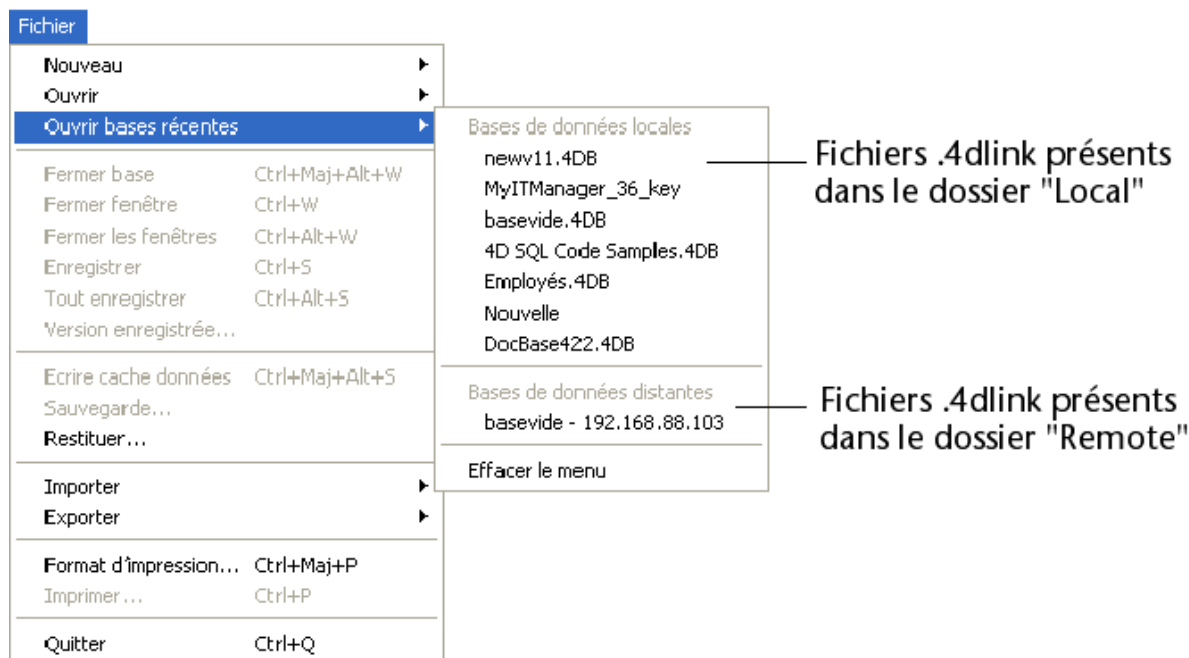 Fichier
Nouveau
Ouvrir
Ouvrir bases récentes
Fermer base Ctrl+Maj+Alt+W
Fermer fenêtre Ctrl+W
Fermer les fenêtres Ctrl+Alt+W
Enregistrer Ctrl+S
Tout enregistrer Ctrl+Alt+S
Version enregistrée...
Ecrire cache données Ctrl+Maj+Alt+S
Sauvegarde...
Restituer...
Importer
Exporter
Format d'impression... Ctrl+Maj+P
Imprimer... Ctrl+P
Quitter Ctrl+Q
Bases de données locales
newv11.4DB
MyITManager_36_key
basevide.4DB
4D SQL Code Samples.4DB
Employés.4DB
Nouvelle
DocBase422.4DB
Bases de données distantes
basevide - 192.168.88.103
Effacer le menu
Fichiers .4dlink présents
dans le dossier "Local"
Fichiers .4dlink présents
dans le dossier "Remote"